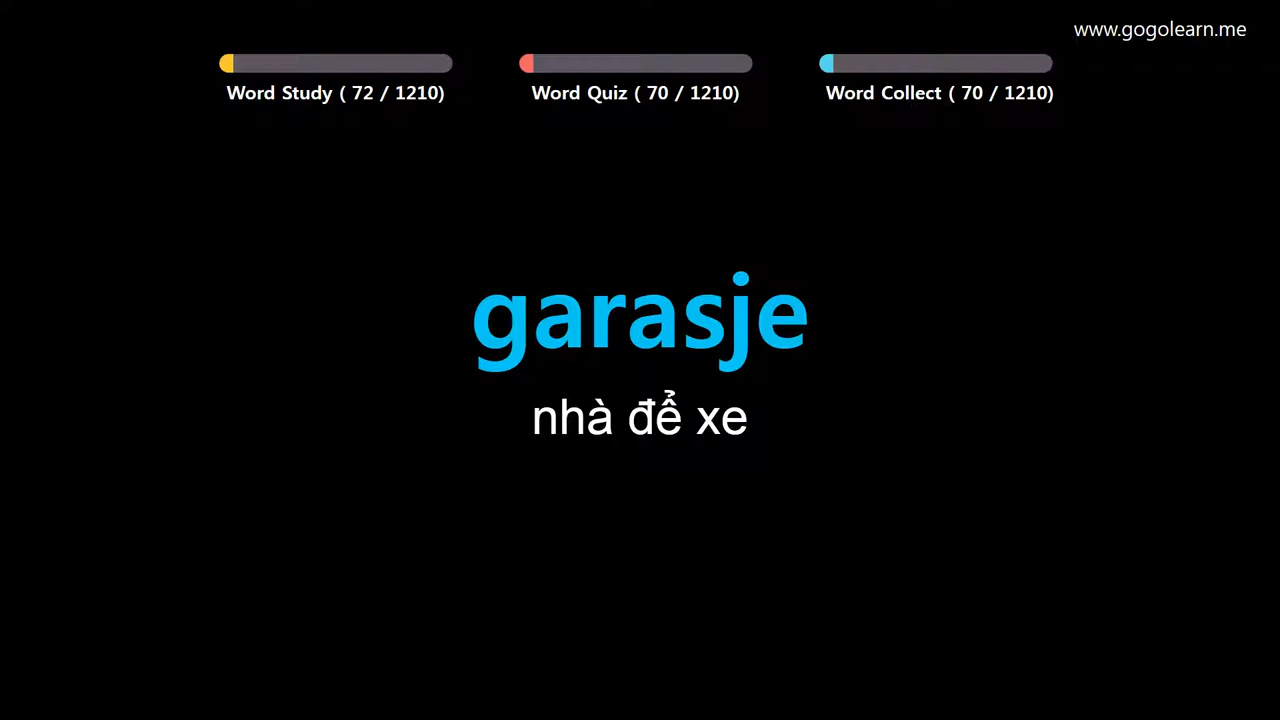 www.gogolearn.me
Word Study ( 72 / 1210)
Word Quiz ( 70 / 1210)
Word Collect ( 70 / 1210)
garasje
nhà để xe